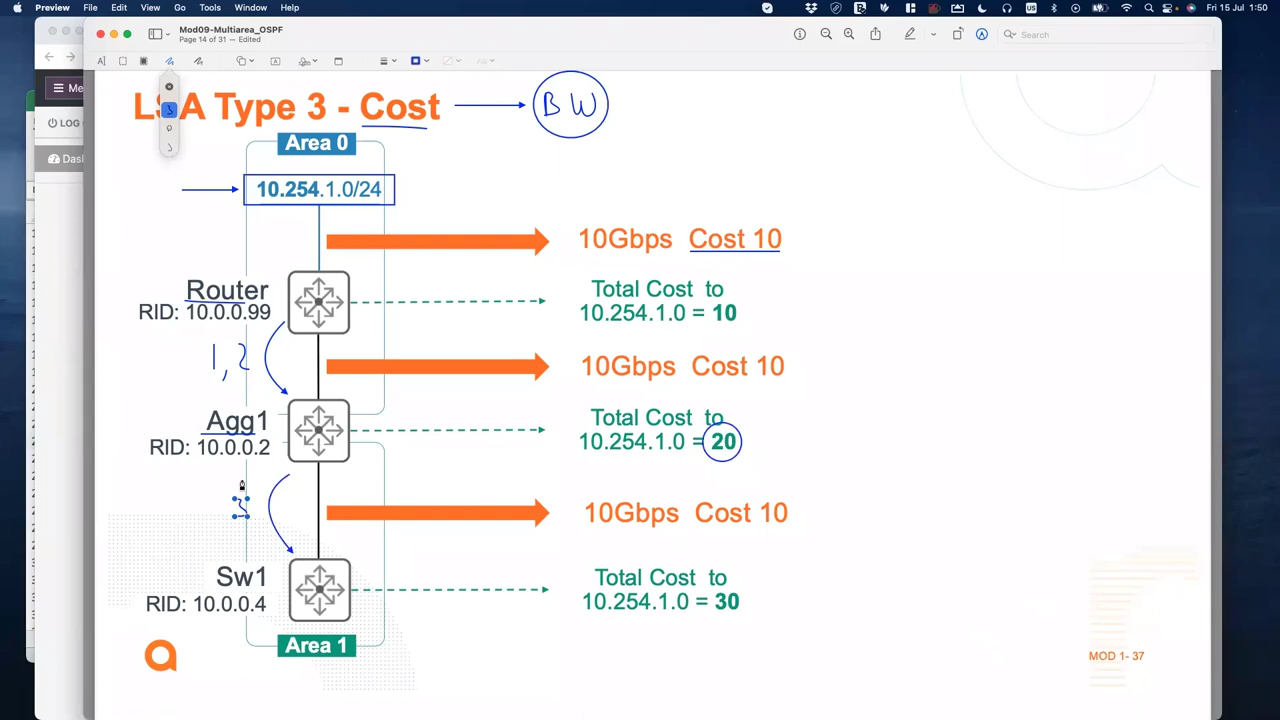 Preview File Edit View Go Tools Window Help Fri 15 Jul 1:50
Mod09-Multiarea_OSPF
Page 14 of 31 — Edited
Search
Me
LOG
Dasl
LSA Type 3 - Cost
BW
Area 0
10.254.1.0/24
10Gbps Cost 10
Router
RID: 10.0.0.99
Total Cost to
10.254.1.0 = 10
1,2
10Gbps Cost 10
Agg1
RID: 10.0.0.2
Total Cost to
10.254.1.0 = 20
3
10Gbps Cost 10
Sw1
RID: 10.0.0.4
Total Cost to
10.254.1.0 = 30
Area 1
MOD 1- 37